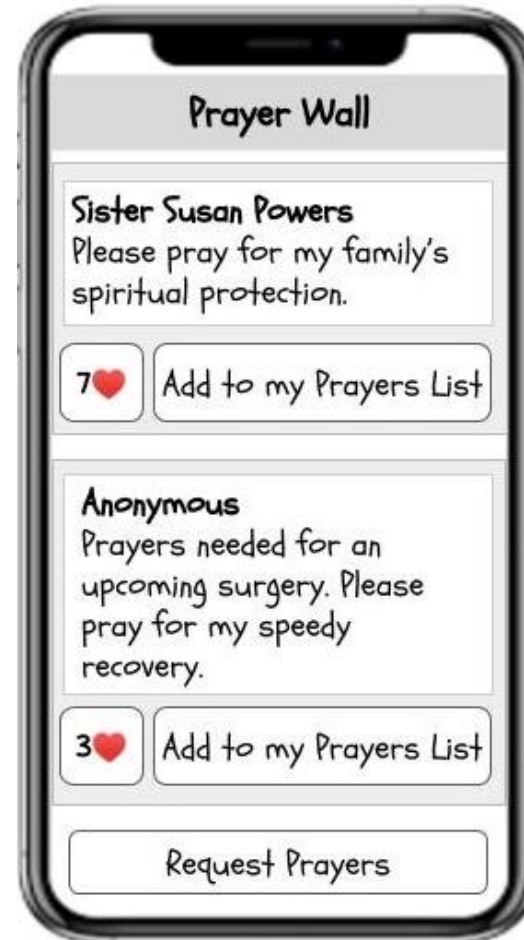 Prayer Wall
Sister Susan Powers
Please pray for my family's
spiritual protection.
7❤️ Add to my Prayers List
Anonymous
Prayers needed for an
upcoming surgery. Please
pray for my speedy
recovery.
3❤️ Add to my Prayers List
Request Prayers